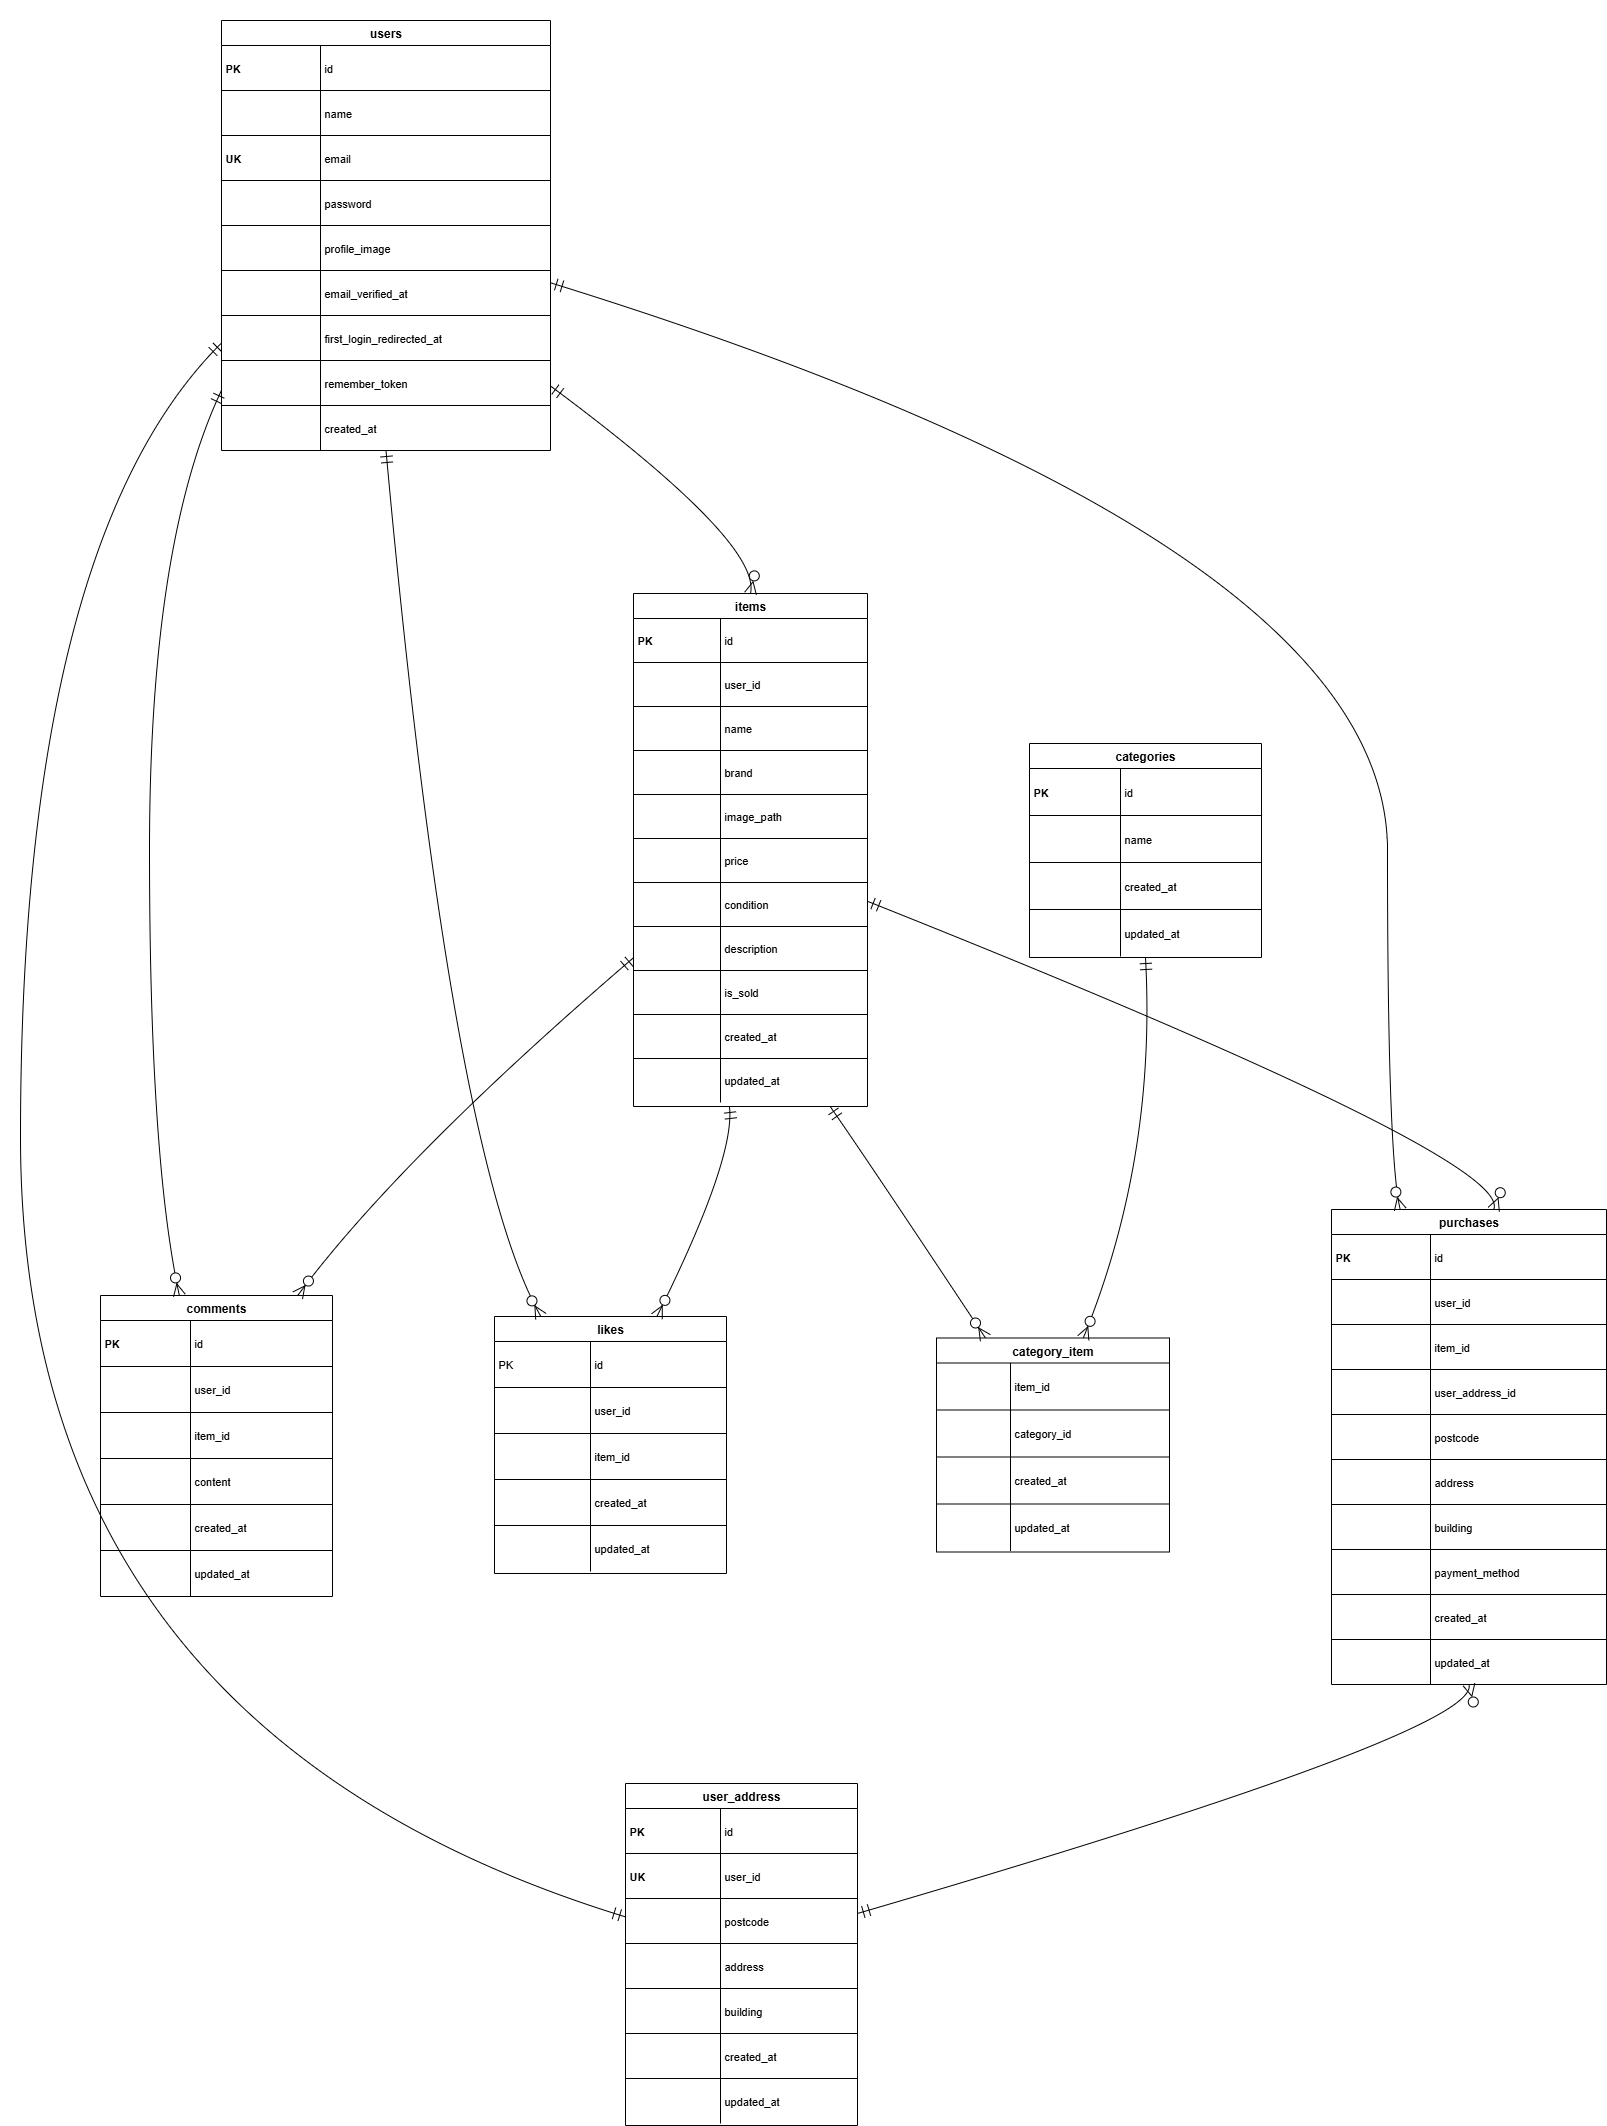 users
PK id
name
UK email
password
profile_image
email_verified_at
first_login_redirected_at
remember_token
created_at
items
PK id
user_id
name
brand
image_path
price
condition
description
is_sold
created_at
updated_at
categories
PK id
name
created_at
updated_at
purchases
PK id
user_id
item_id
user_address_id
postcode
address
building
payment_method
created_at
updated_at
comments
PK id
user_id
item_id
content
created_at
updated_at
likes
PK id
user_id
item_id
created_at
updated_at
category_item
item_id
category_id
created_at
updated_at
user_address
PK id
UK user_id
postcode
address
building
created_at
updated_at